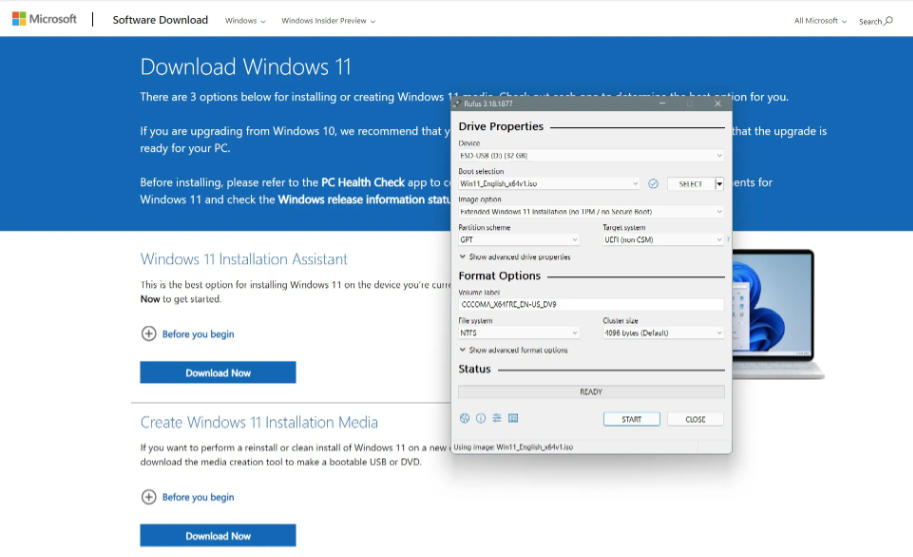 Microsoft
Software Download
Windows
Windows Insider Preview
All Microsoft
Search
Download Windows 11
There are 3 options below for installing or creating Windows 11 media. Check out each one to determine the best option for you.
If you are upgrading from Windows 10, we recommend that y
that the upgrade is
ready for your PC.
Before installing, please refer to the PC Health Check app to c
ents for
Windows 11 and check the Windows release information statu
Windows 11 Installation Assistant
This is the best option for installing Windows 11 on the device you're curre
Now to get started.
Before you begin
Download Now
Create Windows 11 Installation Media
If you want to perform a reinstall or clean install of Windows 11 on a new
download the media creation tool to make a bootable USB or DVD.
Before you begin
Download Now
Rufus 3.18.1877
Drive Properties
Device
ESD-USB (D:) [32 GB]
Boot selection
Win11_English_x64v1.iso
SELECT
Image option
Extended Windows 11 Installation (no TPM / no Secure Boot)
Partition scheme
Target system
GPT
UEFI (non CSM)
?
Show advanced drive properties
Format Options
Volume label
CCCOMA_X64FRE_EN-US_DV9
File system
Cluster size
NTFS
4096 bytes (Default)
Show advanced format options
Status
READY
START
CLOSE
Using image: Win11_English_x64v1.iso